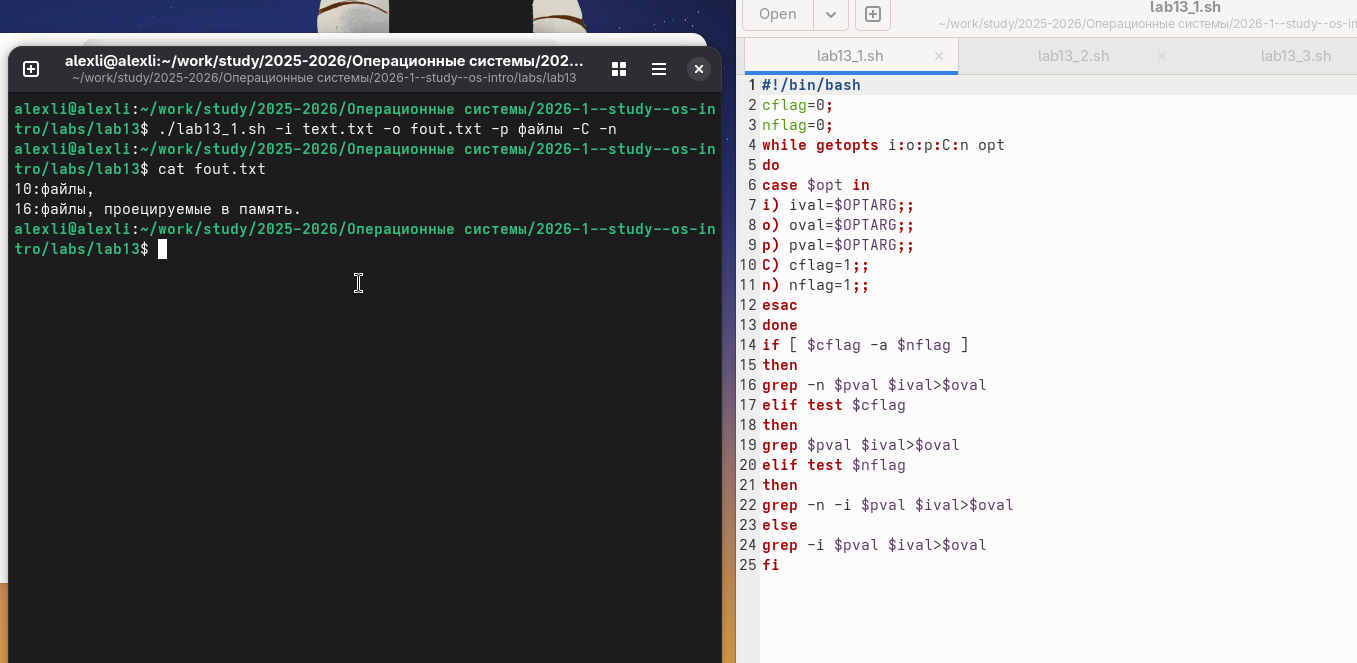 alexli@alexli:~/work/study/2025-2026/Операционные системы/202...
~/work/study/2025-2026/Операционные системы/2026-1--study--os-intro/labs/lab13
alexli@alexli:~/work/study/2025-2026/Операционные системы/2026-1--study--os-in
tro/labs/lab13$ ./lab13_1.sh -i text.txt -o fout.txt -p файлы -C -n
alexli@alexli:~/work/study/2025-2026/Операционные системы/2026-1--study--os-in
tro/labs/lab13$ cat fout.txt
10:файлы,
16:файлы, проецируемые в память.
alexli@alexli:~/work/study/2025-2026/Операционные системы/2026-1--study--os-in
tro/labs/lab13$
Open
lab13_1.sh
~/work/study/2025-2026/Операционные системы/2026-1--study--os-in
lab13_1.sh
lab13_2.sh
lab13_3.sh
1 #!/bin/bash
2 cflag=0;
3 nflag=0;
4 while getopts i:o:p:C:n opt
5 do
6 case $opt in
7 i) ival=$OPTARG;;
8 o) oval=$OPTARG;;
9 p) pval=$OPTARG;;
10 C) cflag=1;;
11 n) nflag=1;;
12 esac
13 done
14 if [ $cflag -a $nflag ]
15 then
16 grep -n $pval $ival>$oval
17 elif test $cflag
18 then
19 grep $pval $ival>$oval
20 elif test $nflag
21 then
22 grep -n -i $pval $ival>$oval
23 else
24 grep -i $pval $ival>$oval
25 fi